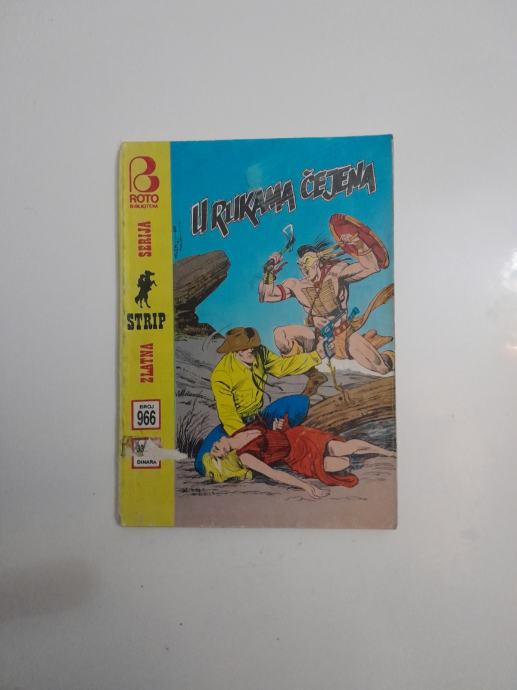 B
ROTO
BIBLIOTEKA
U RUKAMA ČEJENA
ZLATNA
STRIP
SERIJA
BROJ
966
DINARA